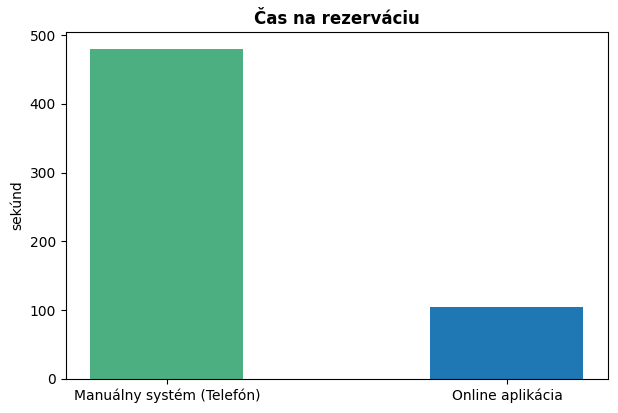 Čas na rezerváciu
500
400
300
200
100
0
sekúnd
Manuálny systém (Telefón)
Online aplikácia